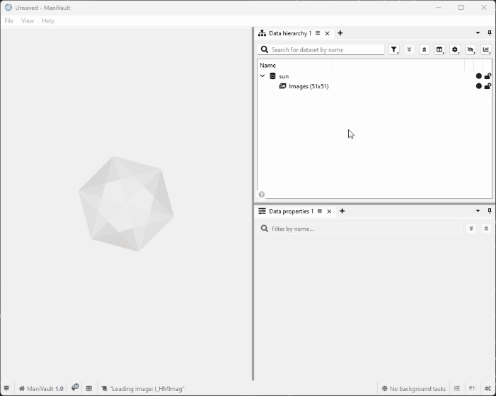 Unsaved - ManiVault
File View Help
Data hierarchy 1
Search for dataset by name
Name
sun
Images (51x51)
Data properties 1
Filter by name...
ManiVault 1.0
"Loading image: I_HMImag"
No background tasks